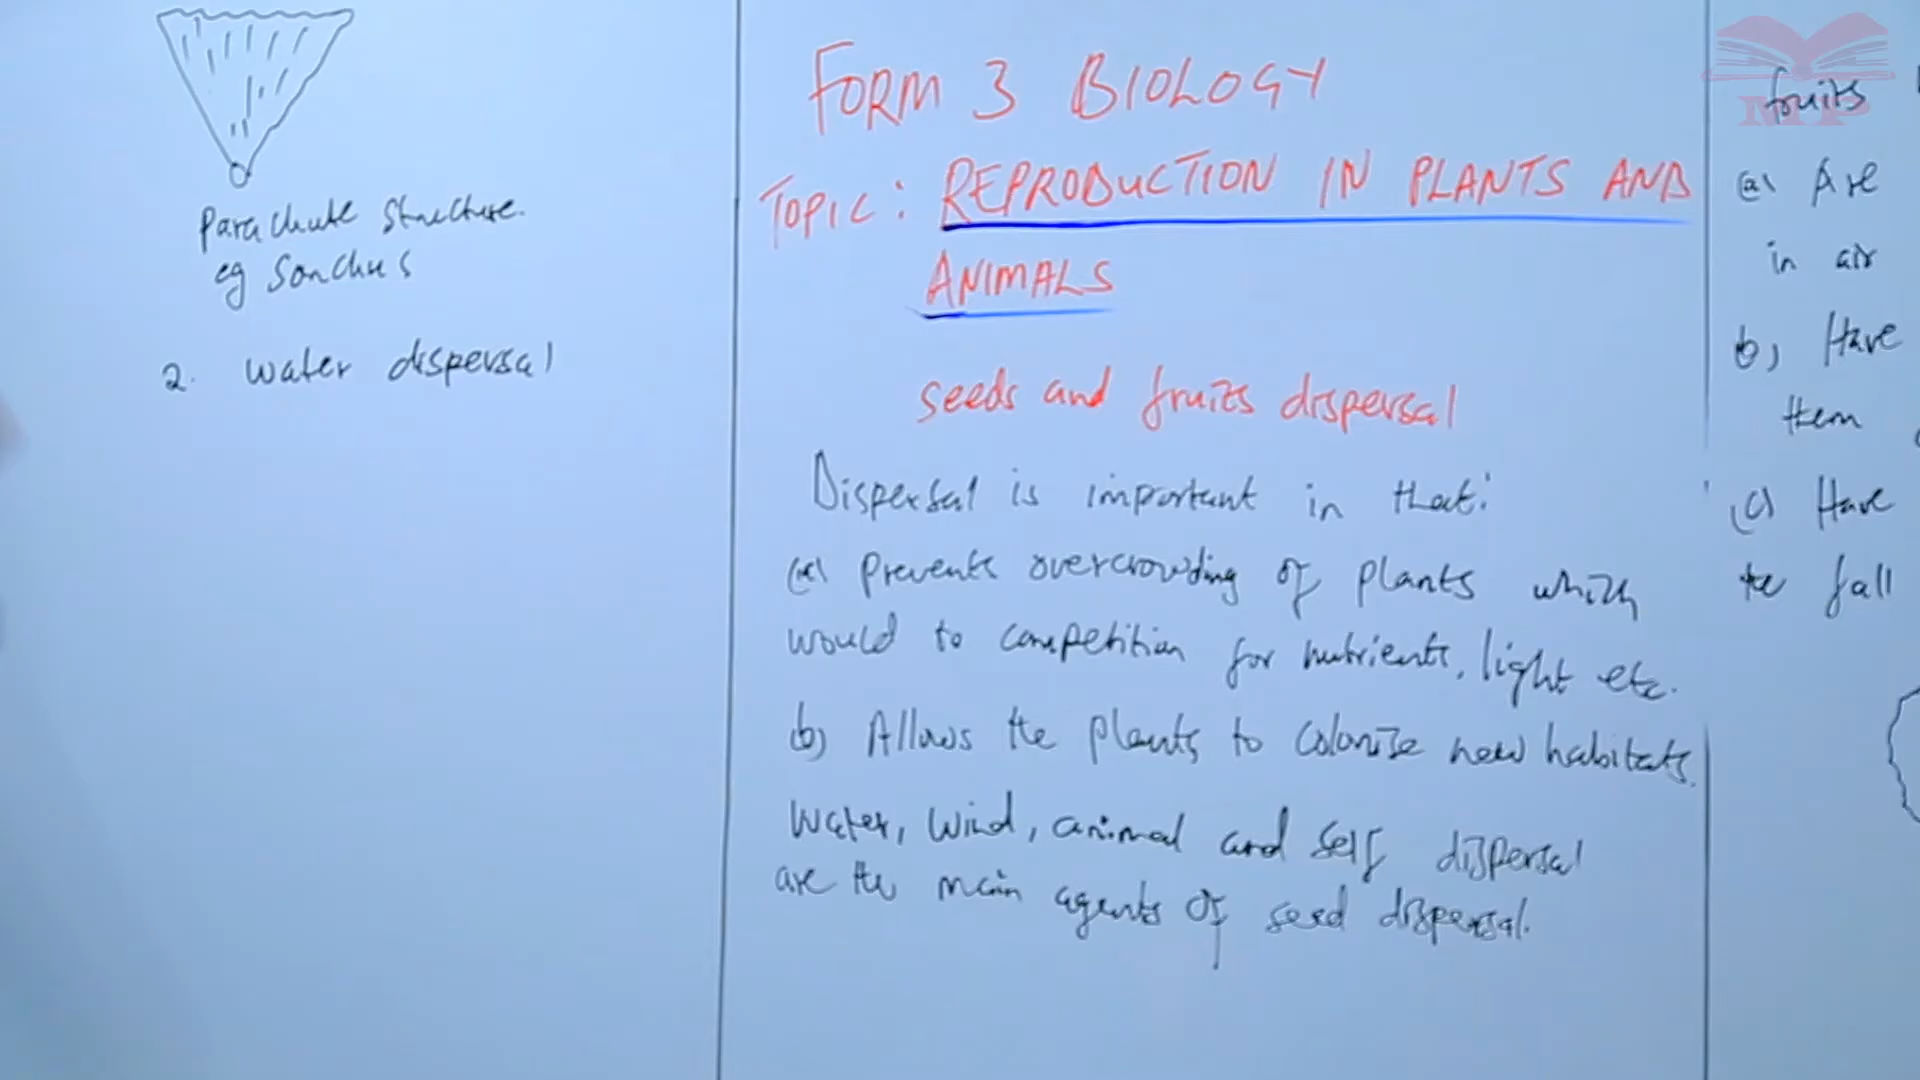 Parachute Structure.
eg Sonchus
2. water dispersal
FORM 3 BIOLOGY
TOPIC: REPRODUCTION IN PLANTS AND
ANIMALS
seeds and fruits dispersal
Dispersal is important in that:
(a) Prevents overcrowding of plants which
would to competition for nutrients, light etc.
b) Allows the plants to colonize new habitats.
Water, Wind, animal and self dispersal
are the main agents of seed dispersal.
fruits
(a) Are
in air
b) Have
them
(c) Have
the fall